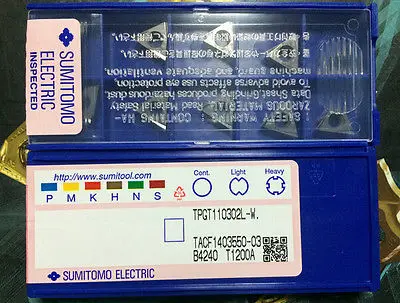 SUMITOMO
ELECTRIC
INSPECTED
SAFETY WARNING: CONTAINS HA-
ZARDOUS MATERIAL. Read Material Safety
Data Sheet. Grinding produces hazardous dust.
To avoid adverse affects use eye protection,
machine guard, and adequate ventilation.
http://www.sumitool.com
P M K H N S
Cont. Light Heavy
TPGT110302L-W.
TACF1403550-03
B4240 T1200A
SUMITOMO ELECTRIC